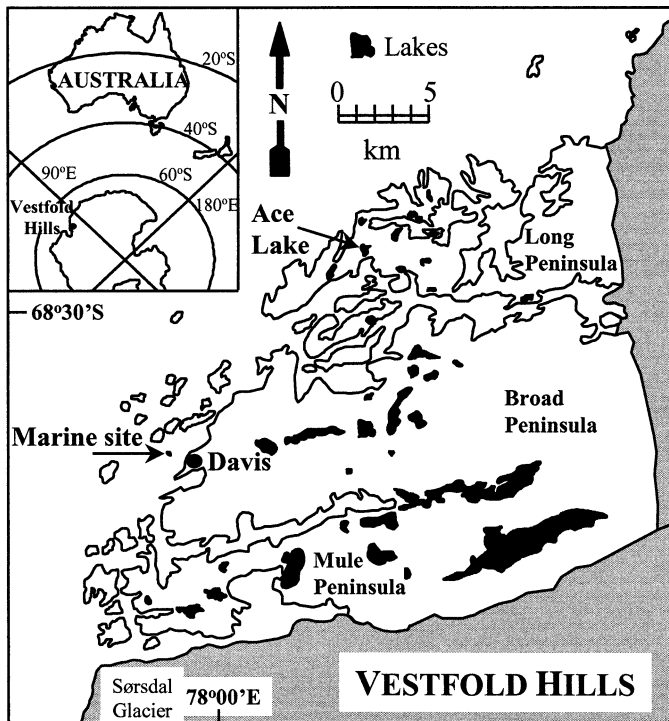 20°S
AUSTRALIA
40°S
90°E
60°S
180°E
Vestfold
Hills
N
Lakes
0
5
km
Ace
Lake
Long
Peninsula
68°30'S
Broad
Peninsula
Marine site
Davis
Mule
Peninsula
Sørsdal
Glacier
78°00'E
VESTFOLD HILLS